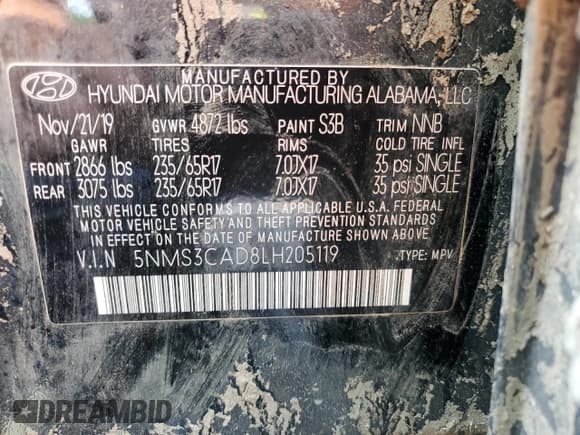 MANUFACTURED BY
HYUNDAI MOTOR MANUFACTURING ALABAMA, LLC
Nov/21/19 GVWR 4872 lbs PAINT S3B TRIM NNB
GAWR TIRES RIMS COLD TIRE INFL
FRONT 2866 lbs 235/65R17 7.0JX17 35 psi SINGLE
REAR 3075 lbs 235/65R17 7.0JX17 35 psi SINGLE
THIS VEHICLE CONFORMS TO ALL APPLICABLE U.S.A. FEDERAL
MOTOR VEHICLE SAFETY AND THEFT PREVENTION STANDARDS
IN EFFECT ON THE DATE OF MANUFACTURE SHOWN ABOVE.
V.I.N 5NMS3CAD8LH205119 TYPE: MPV
DREAMBID